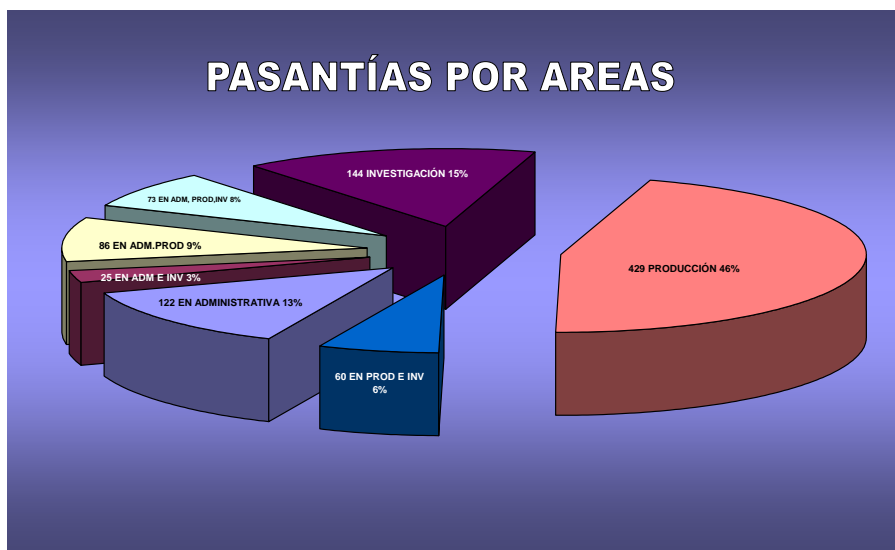 PASANTÍAS POR AREAS
144 INVESTIGACIÓN 15%
73 EN ADM, PROD,INV 8%
86 EN ADM.PROD 9%
429 PRODUCCIÓN 46%
25 EN ADM E INV 3%
122 EN ADMINISTRATIVA 13%
60 EN PROD E INV
6%